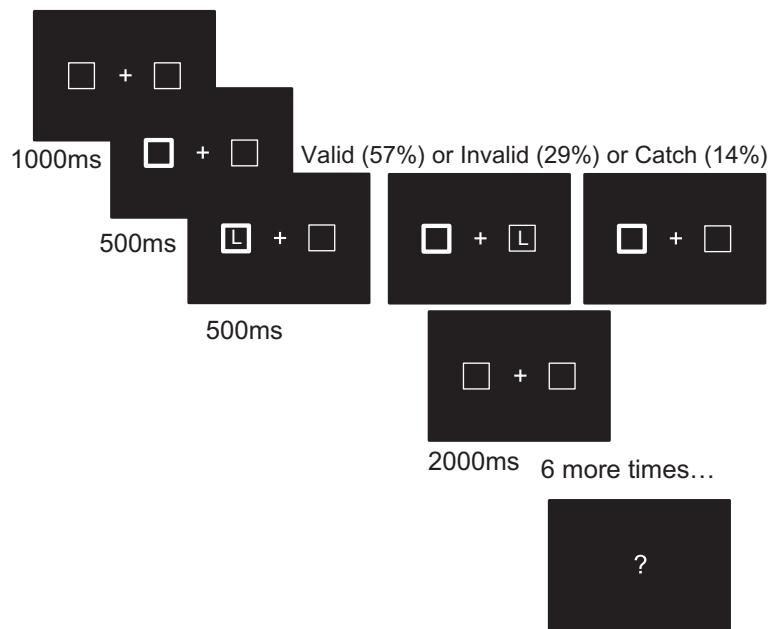 +
1000ms
+
Valid (57%) or Invalid (29%) or Catch (14%)
500ms
L +
+ L
+
500ms
+
2000ms
6 more times…
?